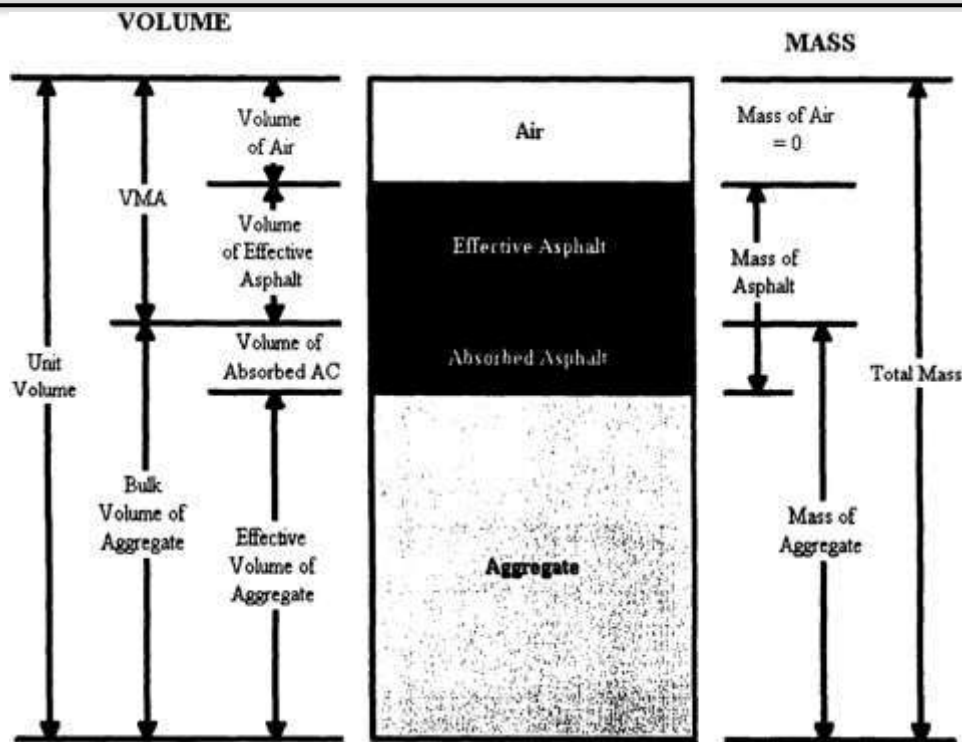 VOLUME
MASS
Volume
of Air
Air
Mass of Air
= 0
VMA
Volume
of Effective
Asphalt
Effective Asphalt
Mass of
Asphalt
Unit
Volume
Volume of
Absorbed AC
Absorbed Asphalt
Total Mass
Bulk
Volume of
Aggregate
Effective
Volume of
Aggregate
Aggregate
Mass of
Aggregate